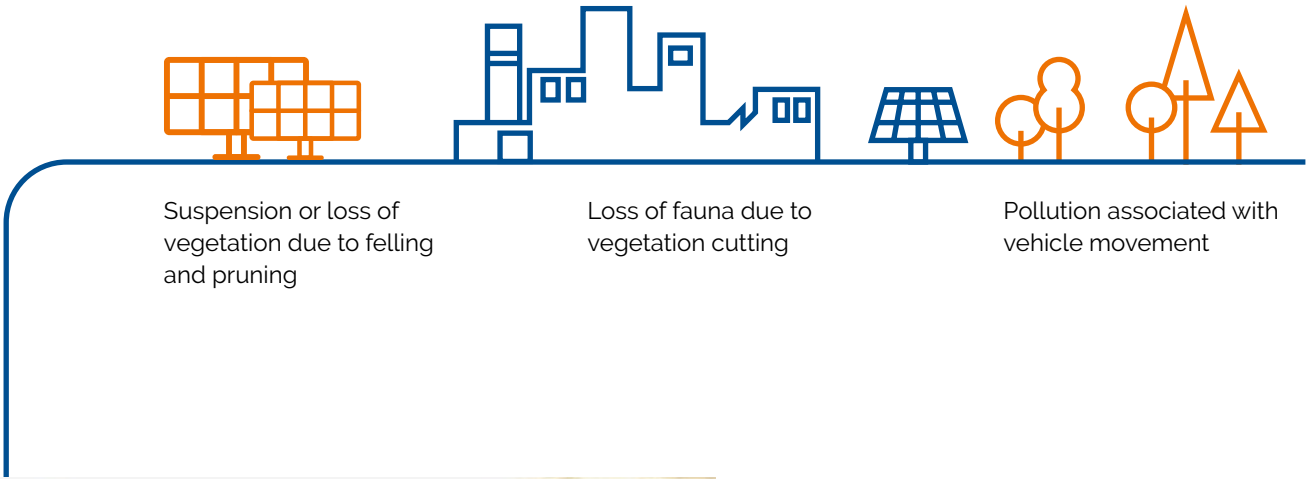 Suspension or loss of
vegetation due to felling
and pruning
Loss of fauna due to
vegetation cutting
Pollution associated with
vehicle movement